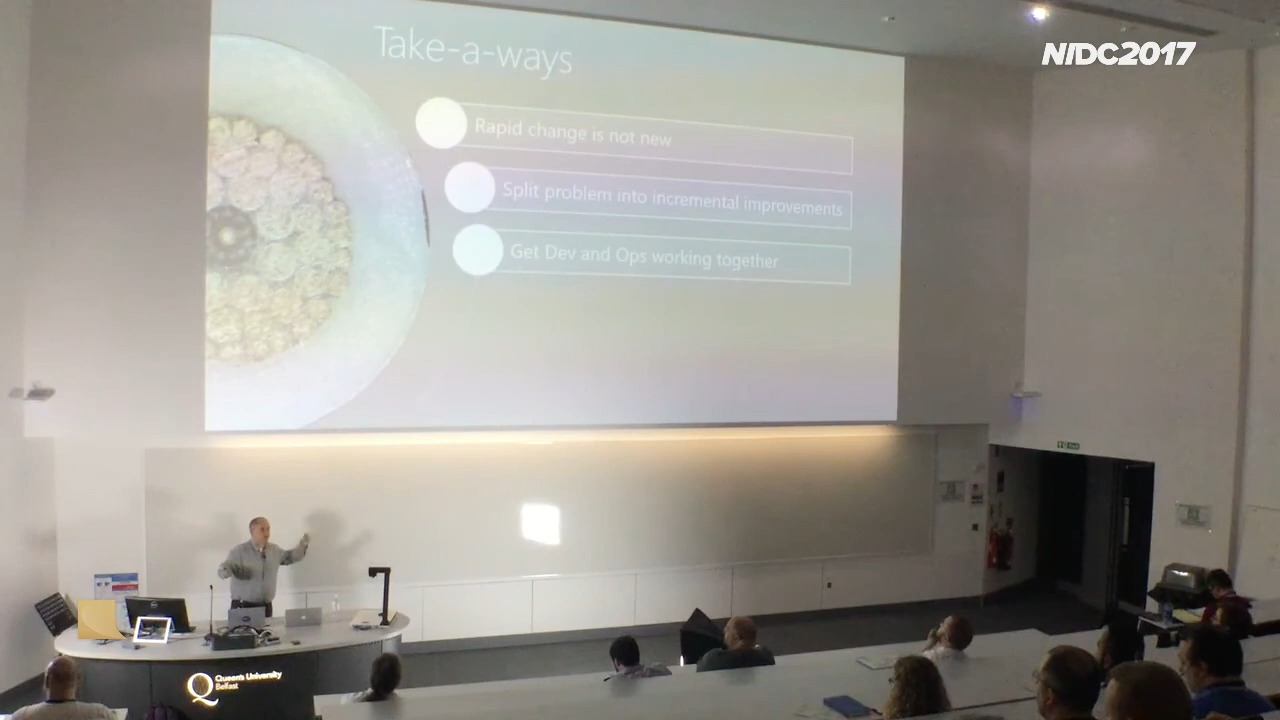 NIDC2017
Take-a-ways
Rapid change is not new
Split problem into incremental improvements
Get Dev and Ops working together
Queen's University
Belfast